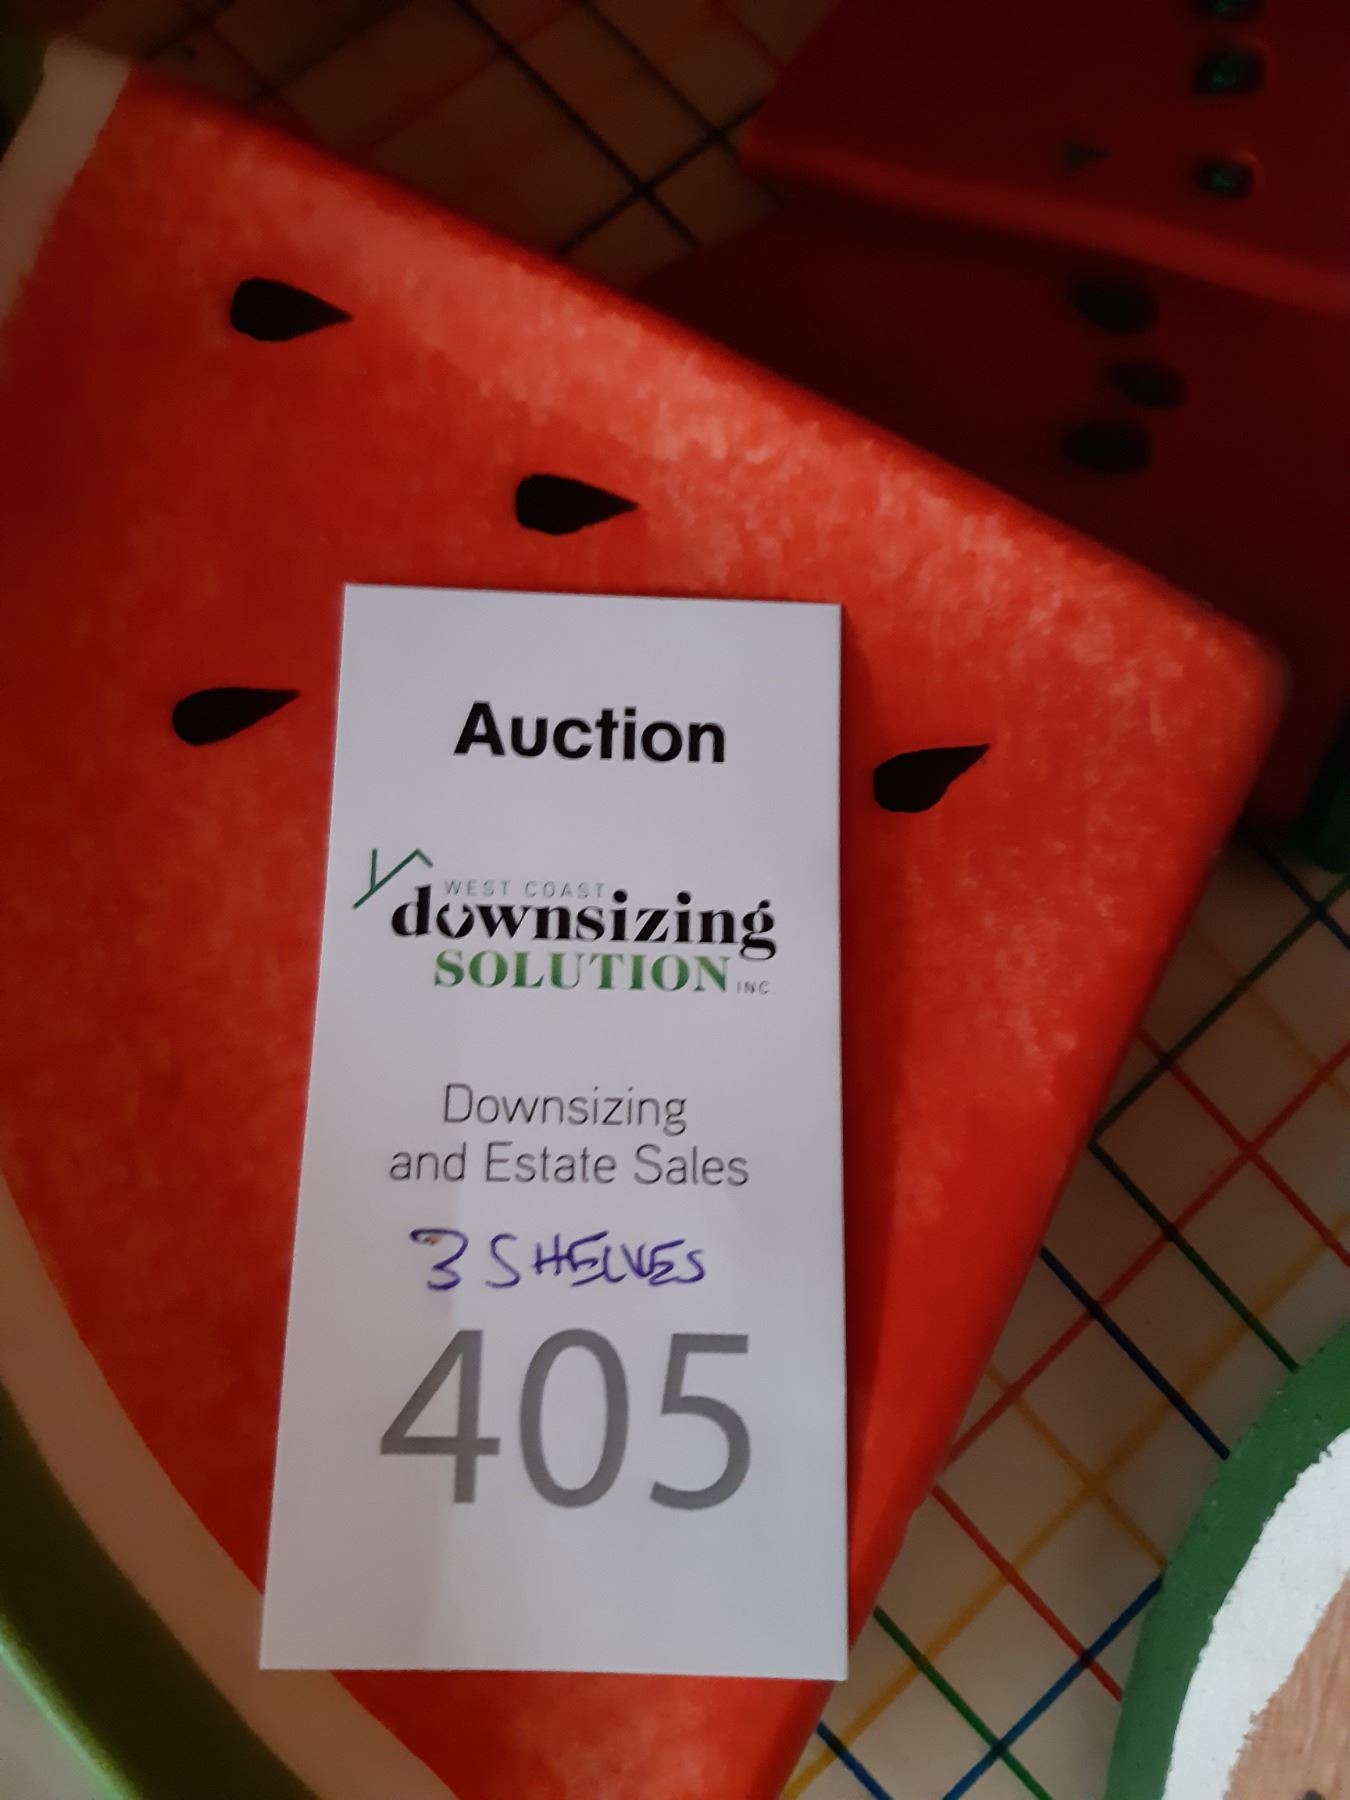 Auction
WEST COAST
downsizing
SOLUTION INC
Downsizing
and Estate Sales
3 SHELVES
405